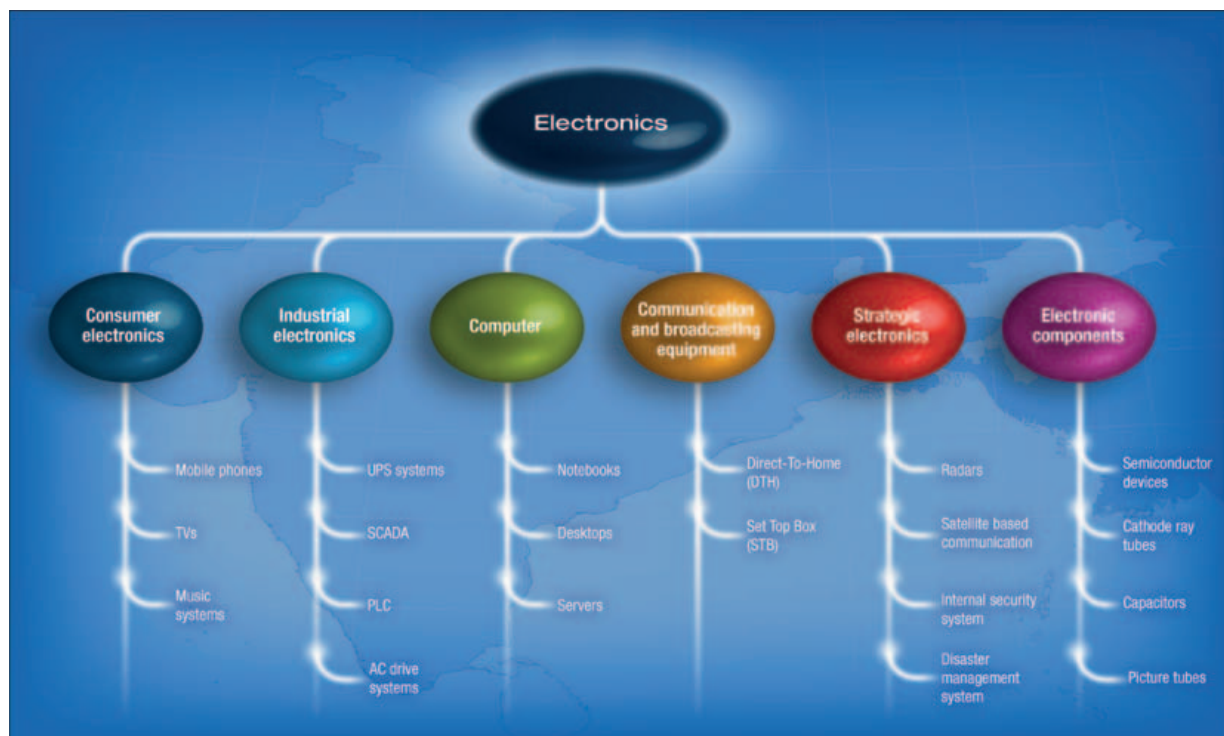 Electronics
Consumer
electronics
Industrial
electronics
Computer
Communication
and broadcasting
equipment
Strategic
electronics
Electronic
components
Mobile phones
TVs
Music
systems
UPS systems
SCADA
PLC
AC drive
systems
Notebooks
Desktops
Servers
Direct-To-Home
(DTH)
Set Top Box
(STB)
Radars
Satellite based
communication
Internal security
system
Disaster
management
system
Semiconductor
devices
Cathode ray
tubes
Capacitors
Picture tubes